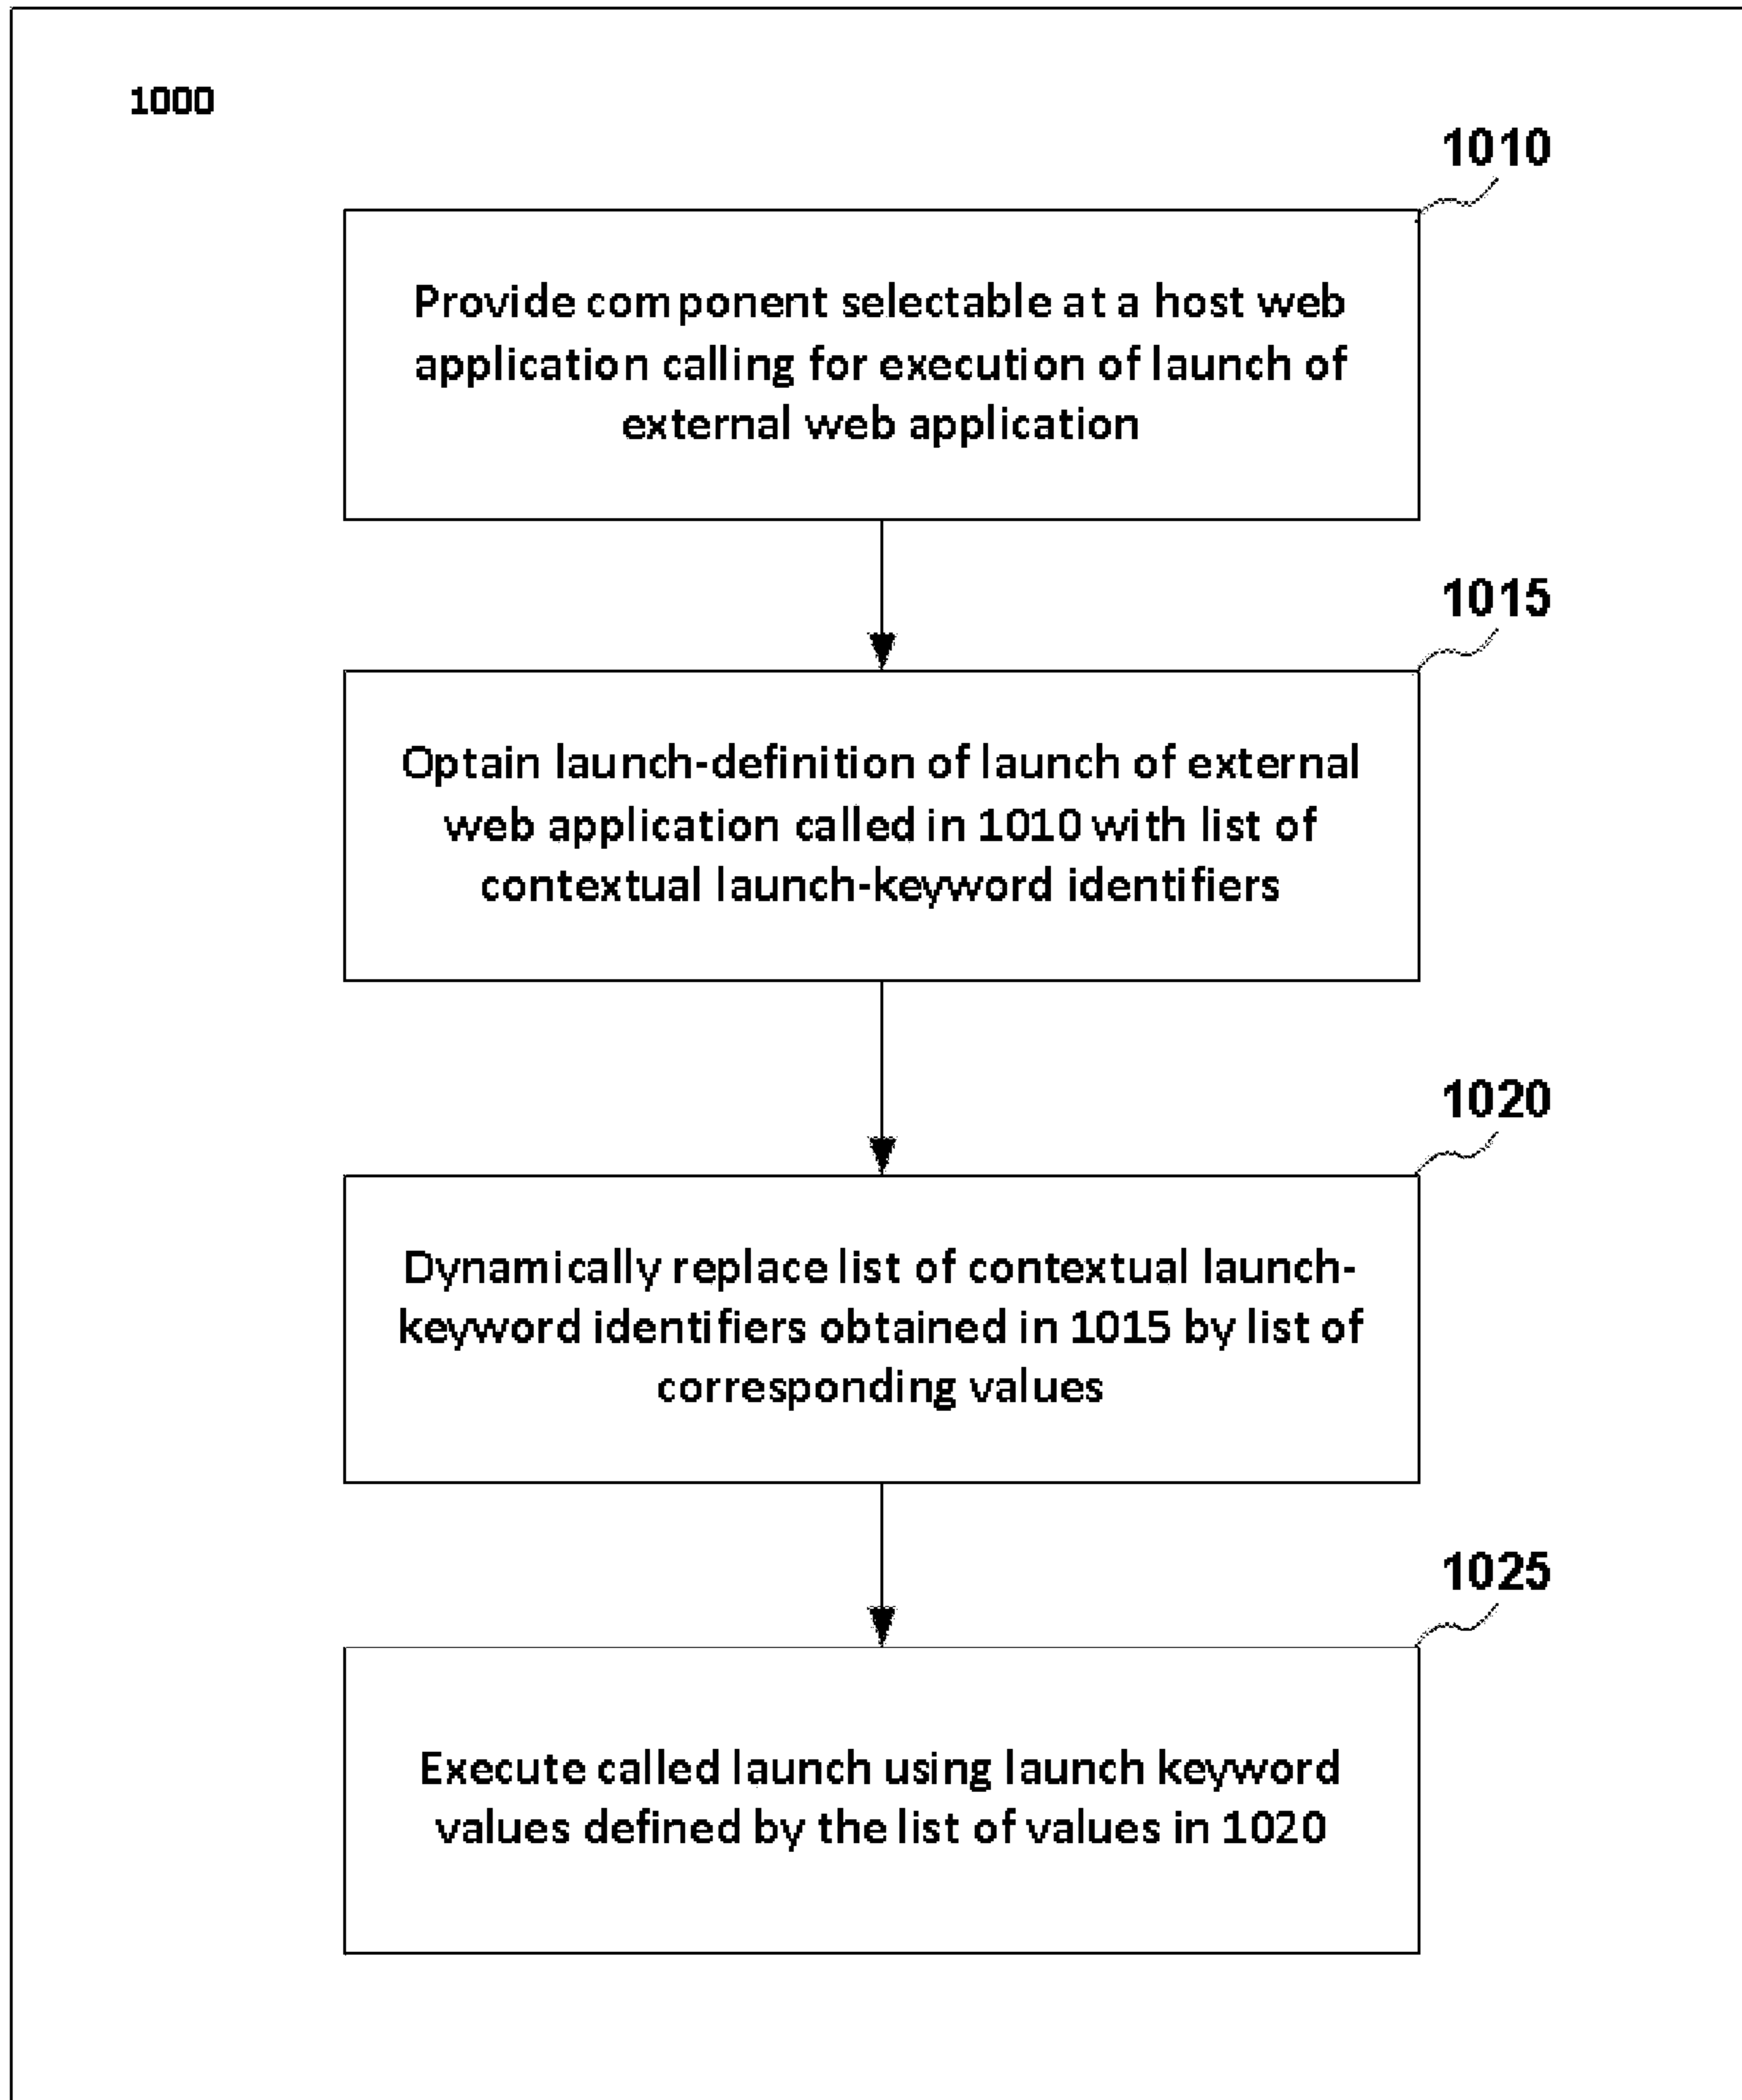 1000
1010
Provide component selectable at a host web
application calling for execution of launch of
external web application
1015
Optain launch-definition of launch of external
web application called in 1010 with list of
contextual launch-keyword identifiers
1020
Dynamically replace list of contextual launch-
keyword identifiers obtained in 1015 by list of
corresponding values
1025
Execute called launch using launch keyword
values defined by the list of values in 1020